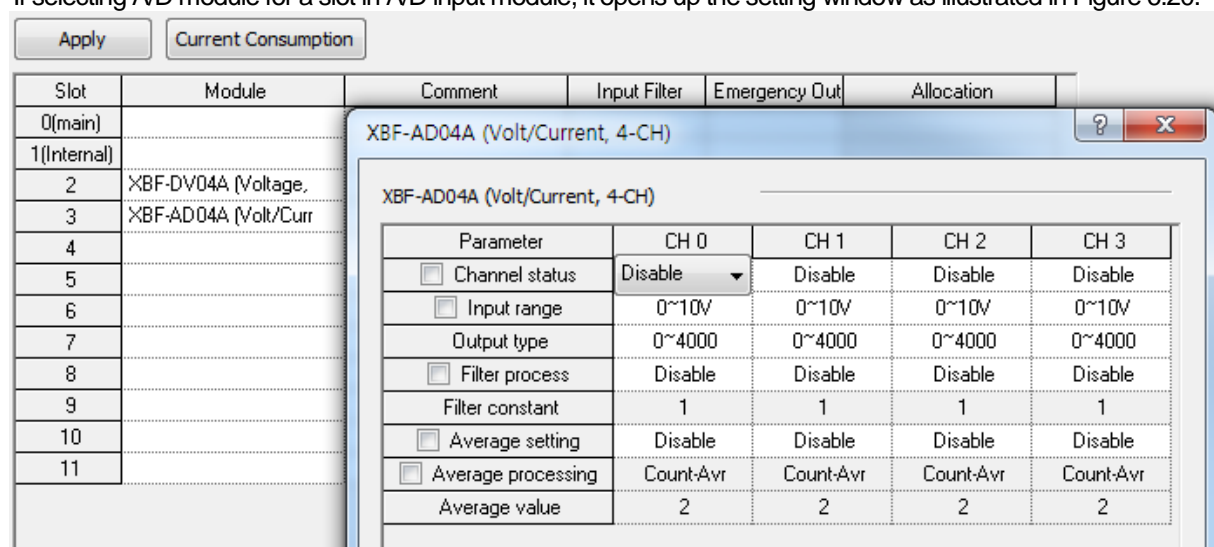 If selecting A/D module for a slot in A/D input module, it opens up the setting window as illustrated in Figure 6.20.
Apply Current Consumption
Slot Module Comment Input Filter Emergency Out Allocation
0(main)
1(Internal)
2 XBF-DV04A (Voltage,
3 XBF-AD04A (Volt/Curr
4
5
6
7
8
9
10
11
XBF-AD04A (Volt/Current, 4-CH)
XBF-AD04A (Volt/Current, 4-CH)
Parameter CH 0 CH 1 CH 2 CH 3
Channel status Disable Disable Disable Disable
Input range 0~10V 0~10V 0~10V 0~10V
Output type 0~4000 0~4000 0~4000 0~4000
Filter process Disable Disable Disable Disable
Filter constant 1 1 1 1
Average setting Disable Disable Disable Disable
Average processing Count-Avr Count-Avr Count-Avr Count-Avr
Average value 2 2 2 2